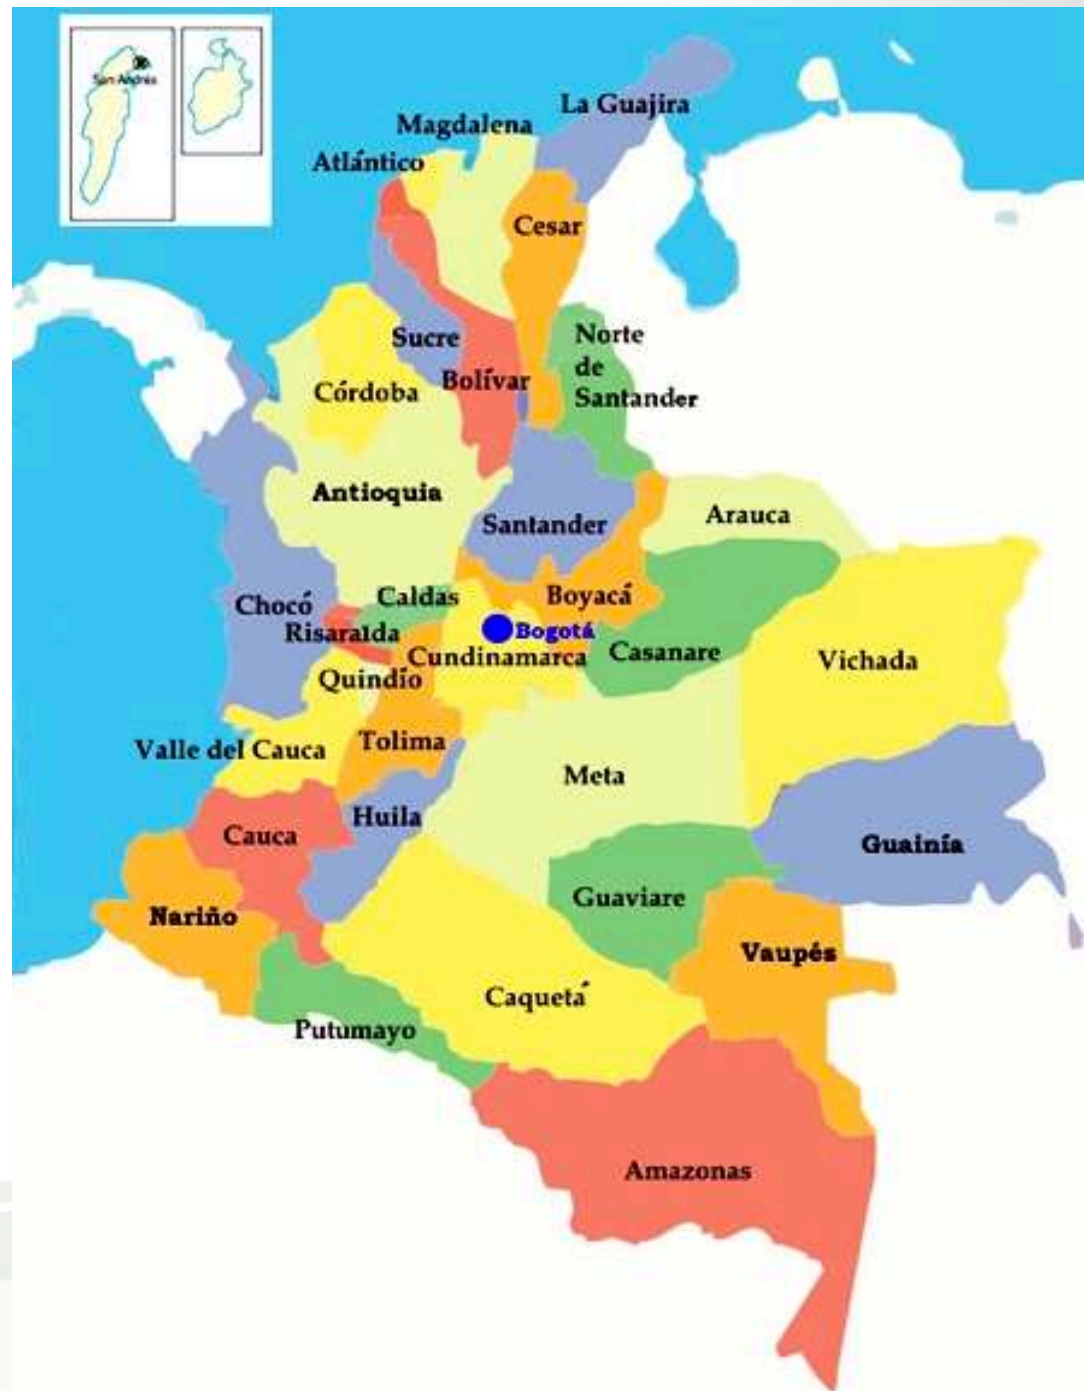 San Andrés
La Guajira
Magdalena
Atlántico
Cesar
Sucre
Norte
de
Santander
Bolívar
Córdoba
Antioquia
Santander
Arauca
Chocó
Caldas
Boyacá
Risaralda
Bogotá
Cundinamarca
Casanare
Vichada
Quindío
Valle del Cauca
Tolima
Meta
Huila
Cauca
Guainía
Guaviare
Nariño
Vaupés
Caquetá
Putumayo
Amazonas